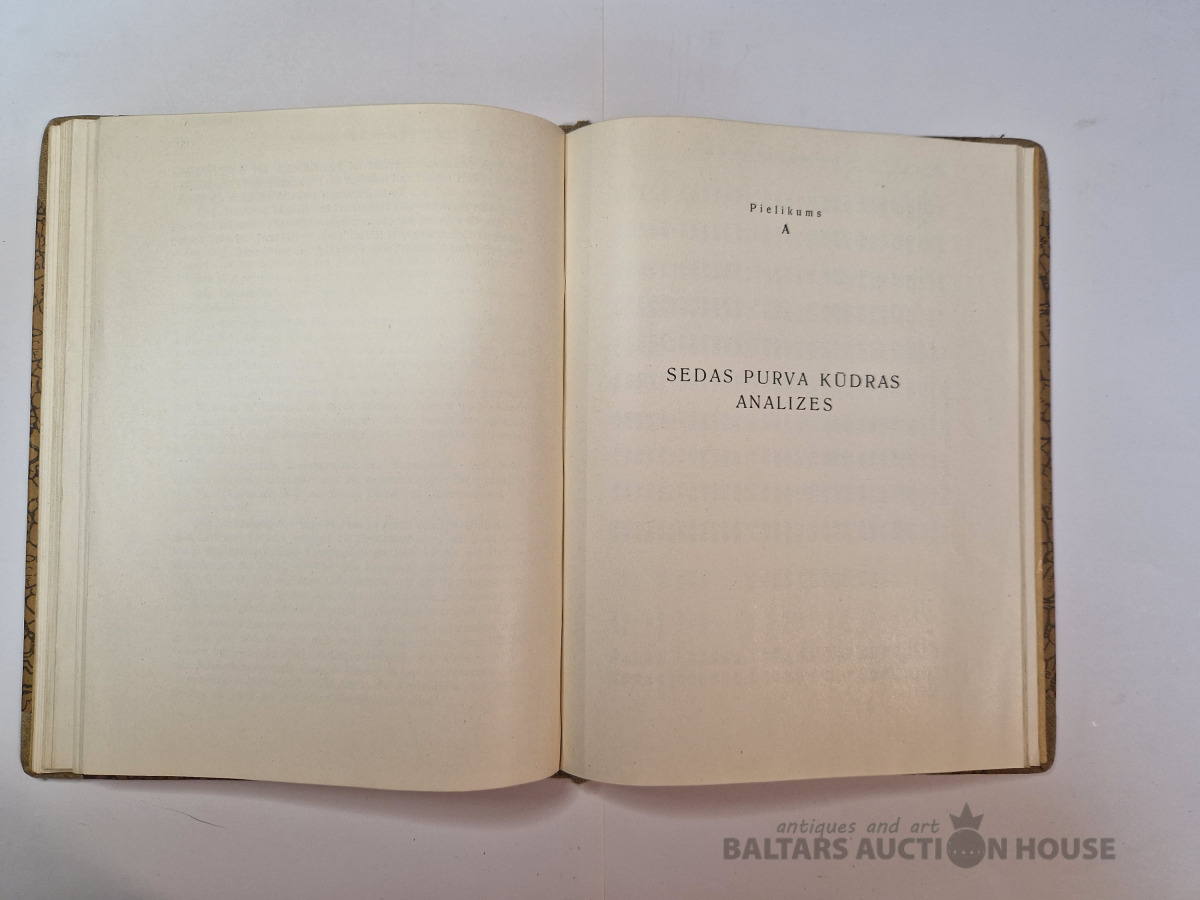 Pielikums
A
SEDAS PURVA KŪDRAS
ANALIZES
antiques and art
BALTARS AUCTION HOUSE